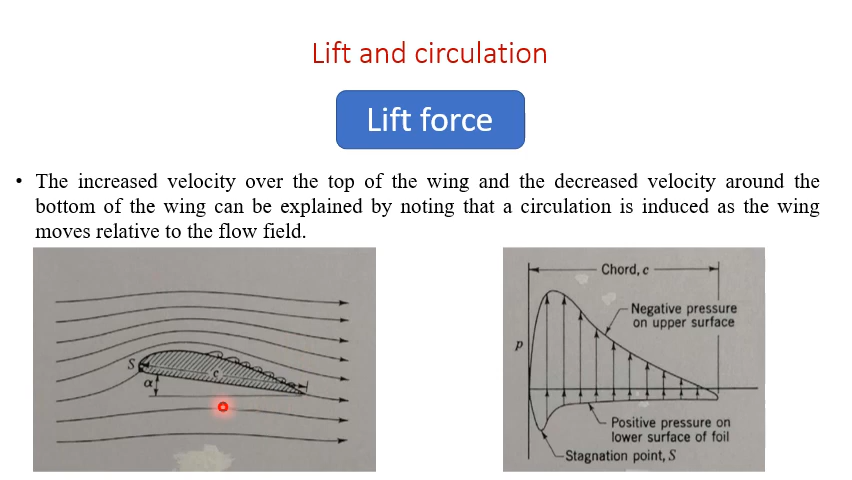 Lift and circulation
Lift force
• The increased velocity over the top of the wing and the decreased velocity around the
bottom of the wing can be explained by noting that a circulation is induced as the wing
moves relative to the flow field.
S
c
α
Chord, c
Negative pressure
on upper surface
p
Positive pressure on
lower surface of foil
Stagnation point, S